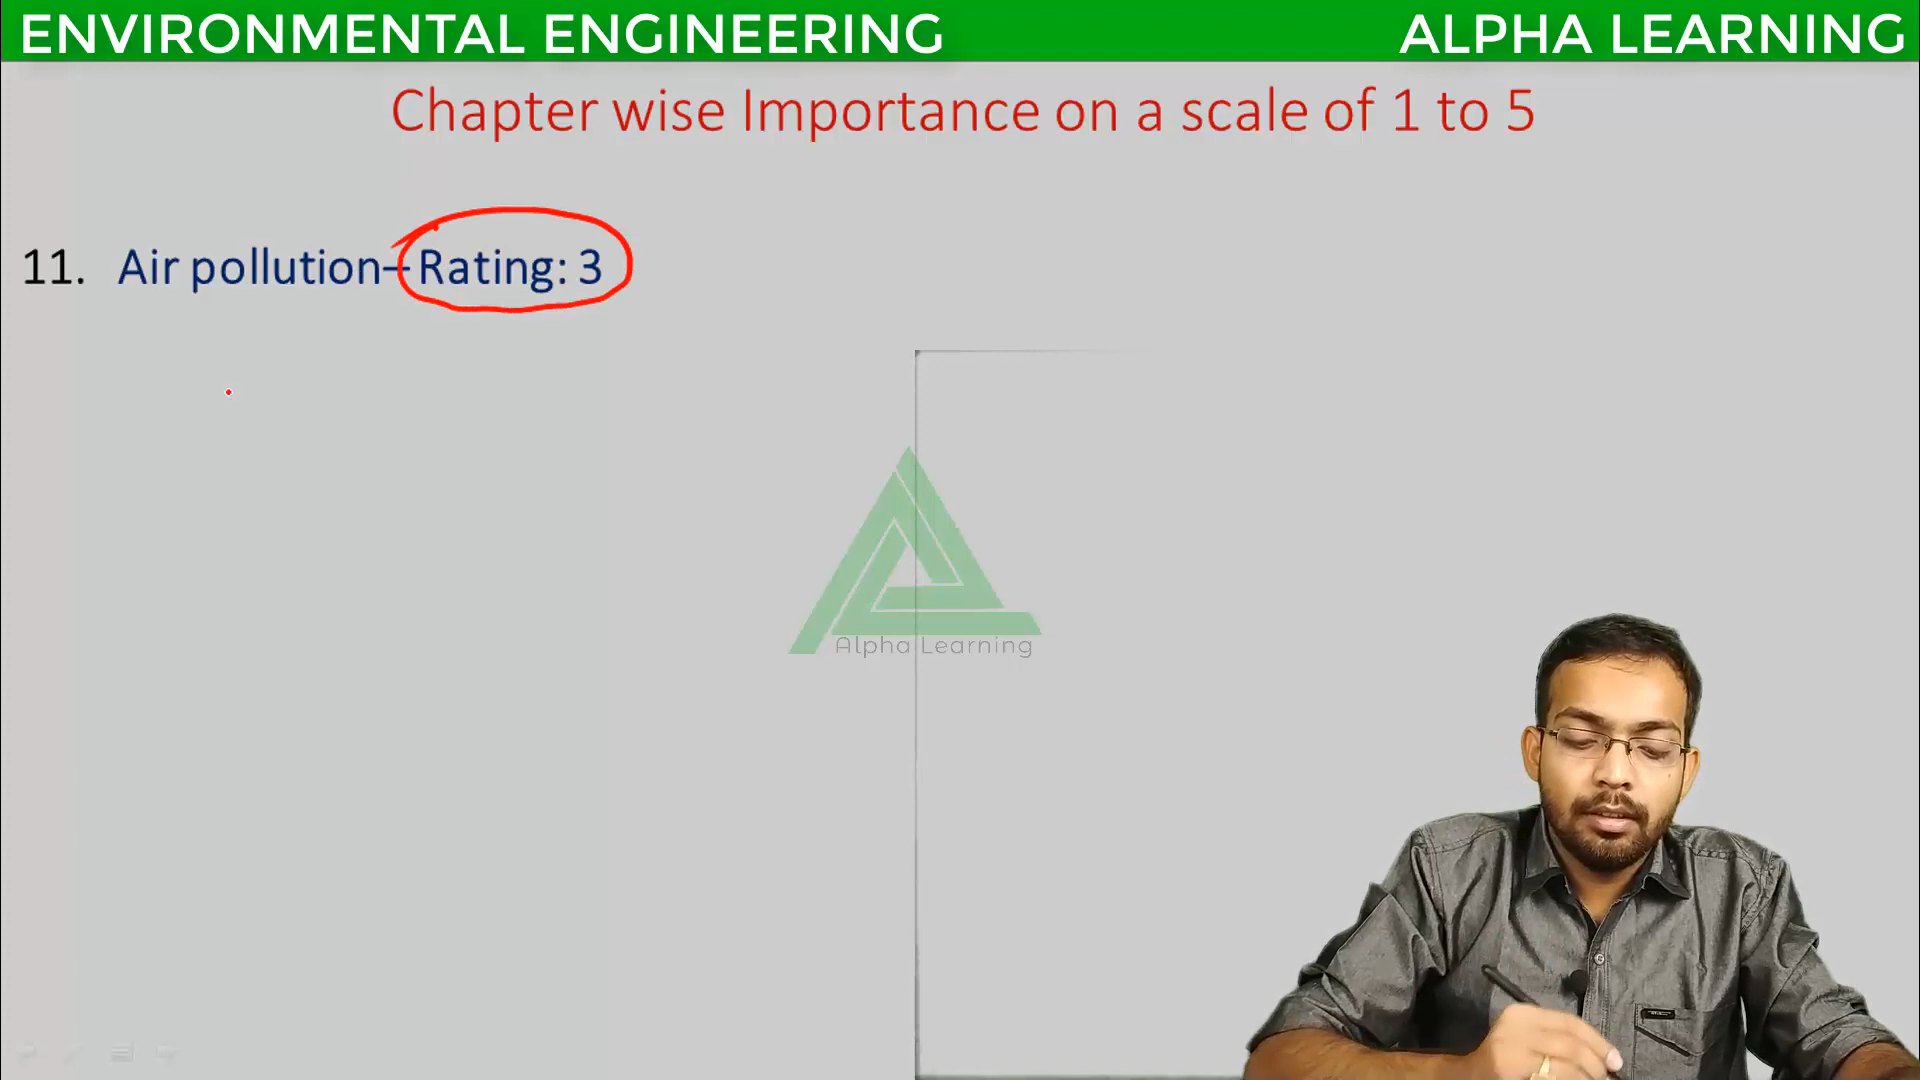 ENVIRONMENTAL ENGINEERING
ALPHA LEARNING
Chapter wise Importance on a scale of 1 to 5
11. Air pollution– Rating: 3
Alpha Learning